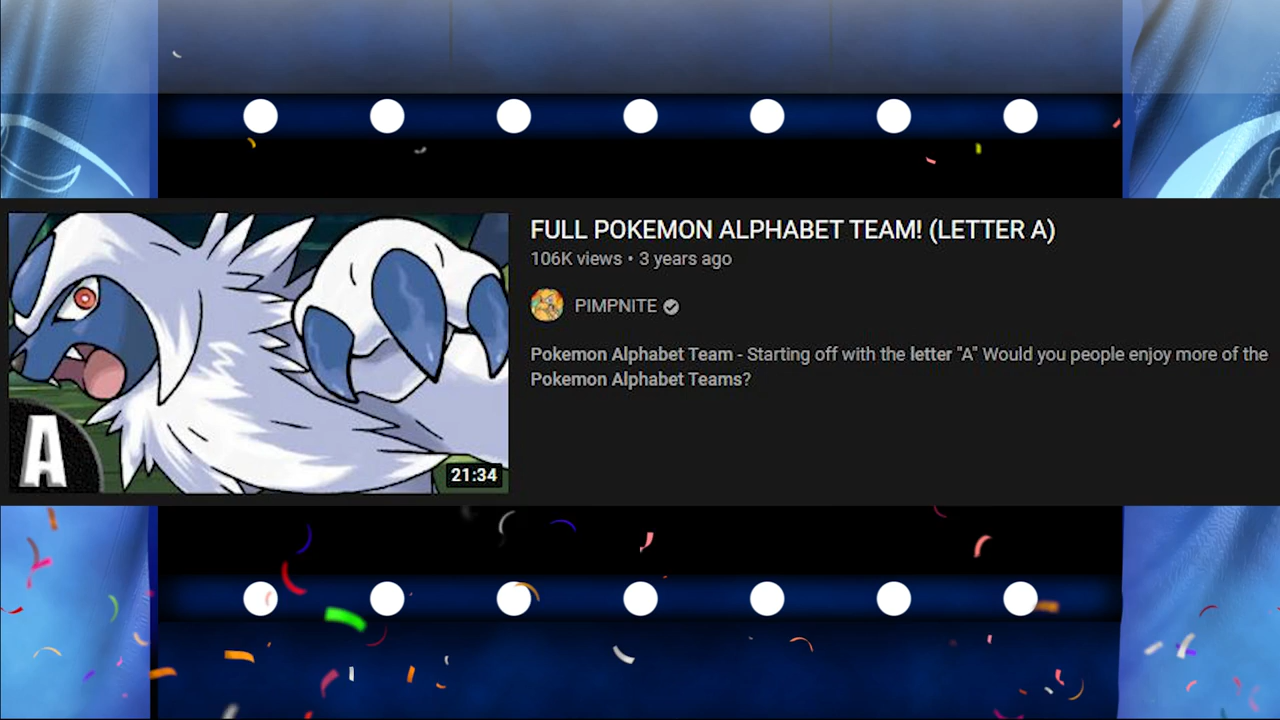 FULL POKEMON ALPHABET TEAM! (LETTER A)
106K views • 3 years ago
PIMPNITE
Pokemon Alphabet Team - Starting off with the letter "A" Would you people enjoy more of the
Pokemon Alphabet Teams?
A
21:34